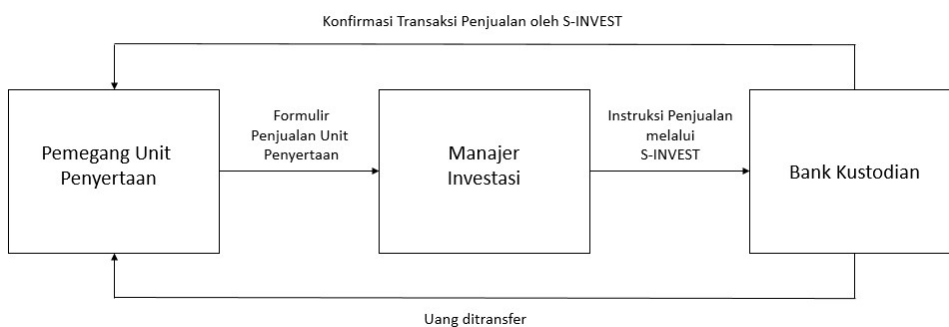 Konfirmasi Transaksi Penjualan oleh S-INVEST
Pemegang Unit
Penyertaan
Formulir
Penjualan Unit
Penyertaan
Manajer
Investasi
Instruksi Penjualan
melalui
S-INVEST
Bank Kustodian
Uang ditransfer